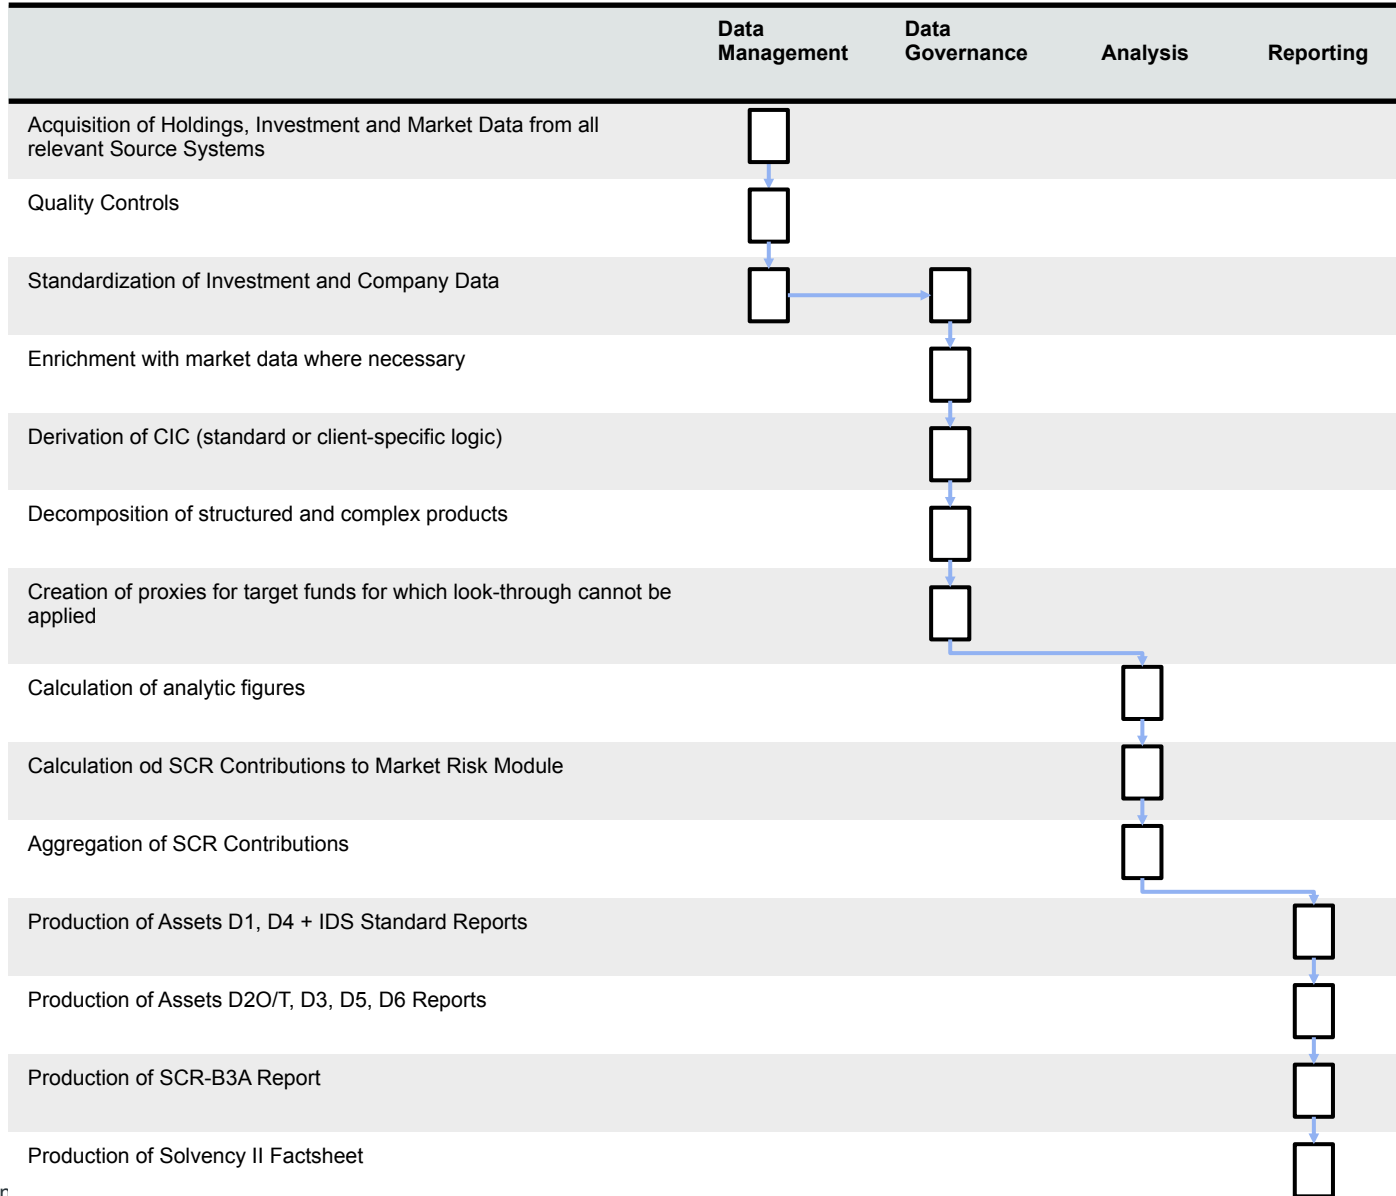 Data Management
Data Governance
Analysis
Reporting
Acquisition of Holdings, Investment and Market Data from all
relevant Source Systems
Quality Controls
Standardization of Investment and Company Data
Enrichment with market data where necessary
Derivation of CIC (standard or client-specific logic)
Decomposition of structured and complex products
Creation of proxies for target funds for which look-through cannot be
applied
Calculation of analytic figures
Calculation od SCR Contributions to Market Risk Module
Aggregation of SCR Contributions
Production of Assets D1, D4 + IDS Standard Reports
Production of Assets D2O/T, D3, D5, D6 Reports
Production of SCR-B3A Report
Production of Solvency II Factsheet